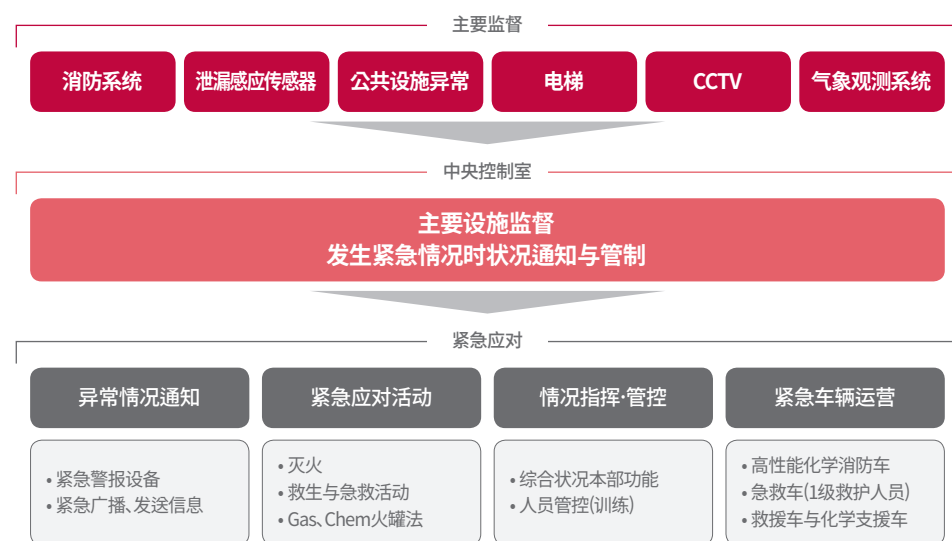 主要监督
消防系统
泄漏感应传感器
公共设施异常
电梯
CCTV
气象观测系统
中央控制室
主要设施监督
发生紧急情况时状况通知与管制
紧急应对
异常情况通知
• 紧急警报设备
• 紧急广播、发送信息
紧急应对活动
• 灭火
• 救生与急救活动
• Gas、Chem火罐法
情况指挥·管控
• 综合状况本部功能
• 人员管控(训练)
紧急车辆运营
• 高性能化学消防车
• 急救车(1级救护人员)
• 救援车与化学支援车